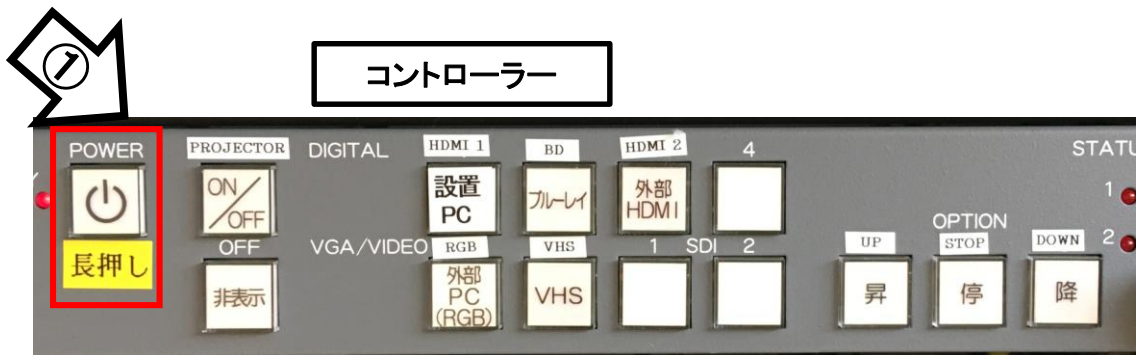 ①
コントローラー
POWER
長押し
PROJECTOR
ON/OFF
OFF
非表示
DIGITAL
HDMI 1
設置
PC
BD
ブルーレイ
HDMI 2
外部
HDMI
4
VGA/VIDEO
RGB
外部
PC
(RGB)
VHS
VHS
1 SDI 2
OPTION
UP
昇
STOP
停
DOWN
降
STATU
1
2